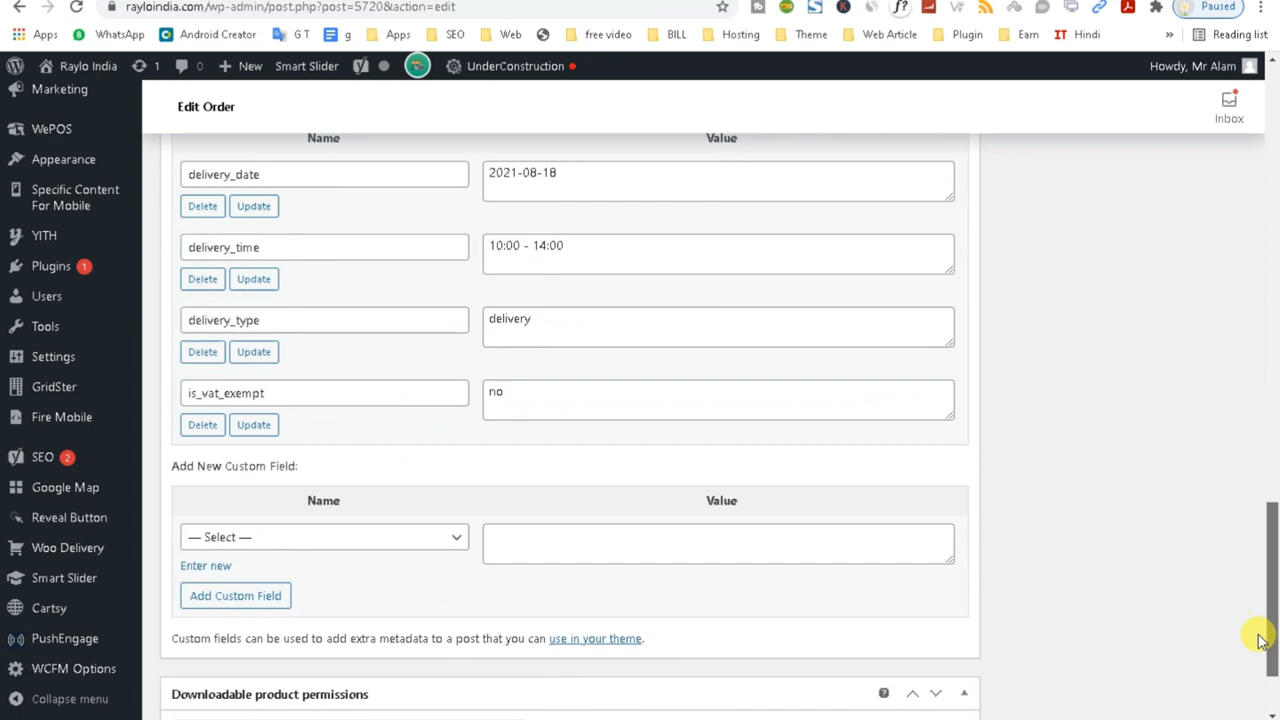 rayloindia.com/wp-admin/post.php?post=5720&action=edit
Paused
Apps WhatsApp Android Creator G T g Apps SEO Web free video BILL Hosting Theme Web Article Plugin Earn IT Hindi » Reading list
Raylo India 1 0 New Smart Slider UnderConstruction Howdy, Mr Alam
Marketing
WePOS
Appearance
Specific Content
For Mobile
YITH
Plugins 1
Users
Tools
Settings
GridSter
Fire Mobile
SEO 2
Google Map
Reveal Button
Woo Delivery
Smart Slider
Cartsy
PushEngage
WCFM Options
Collapse menu
Edit Order
Inbox
Name Value
delivery_date 2021-08-18
Delete Update
delivery_time 10:00 - 14:00
Delete Update
delivery_type delivery
Delete Update
is_vat_exempt no
Delete Update
Add New Custom Field:
Name Value
— Select —
Enter new
Add Custom Field
Custom fields can be used to add extra metadata to a post that you can use in your theme.
Downloadable product permissions